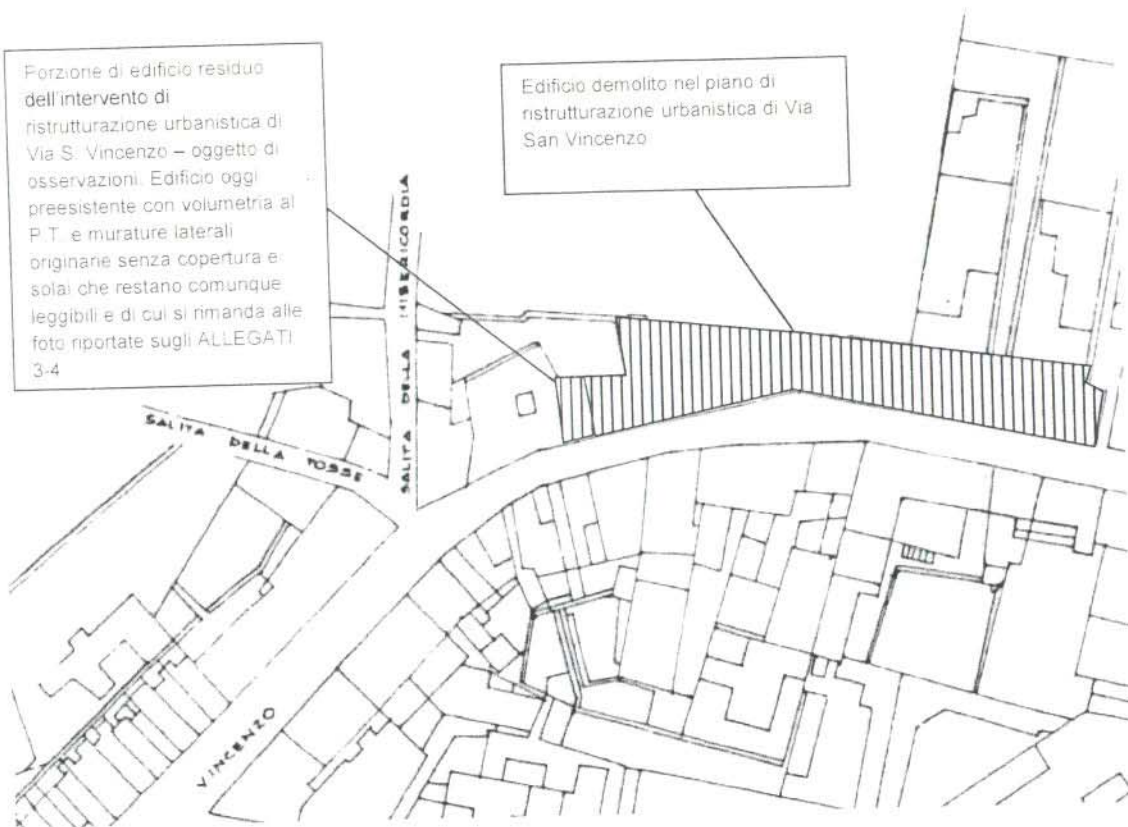 Porzione di edificio residuo
dell'intervento di
ristrutturazione urbanistica di
Via S. Vincenzo – oggetto di
osservazioni. Edificio oggi
preesistente con volumetria al
P.T. e murature laterali
originarie senza copertura e
solai che restano comunque
leggibili e di cui si rimanda alle
foto riportate sugli ALLEGATI
3-4
Edificio demolito nel piano di
ristrutturazione urbanistica di Via
San Vincenzo
SALITA DELLA MISERICORDIA
SALITA DELLA TOSSE
VINCENZO